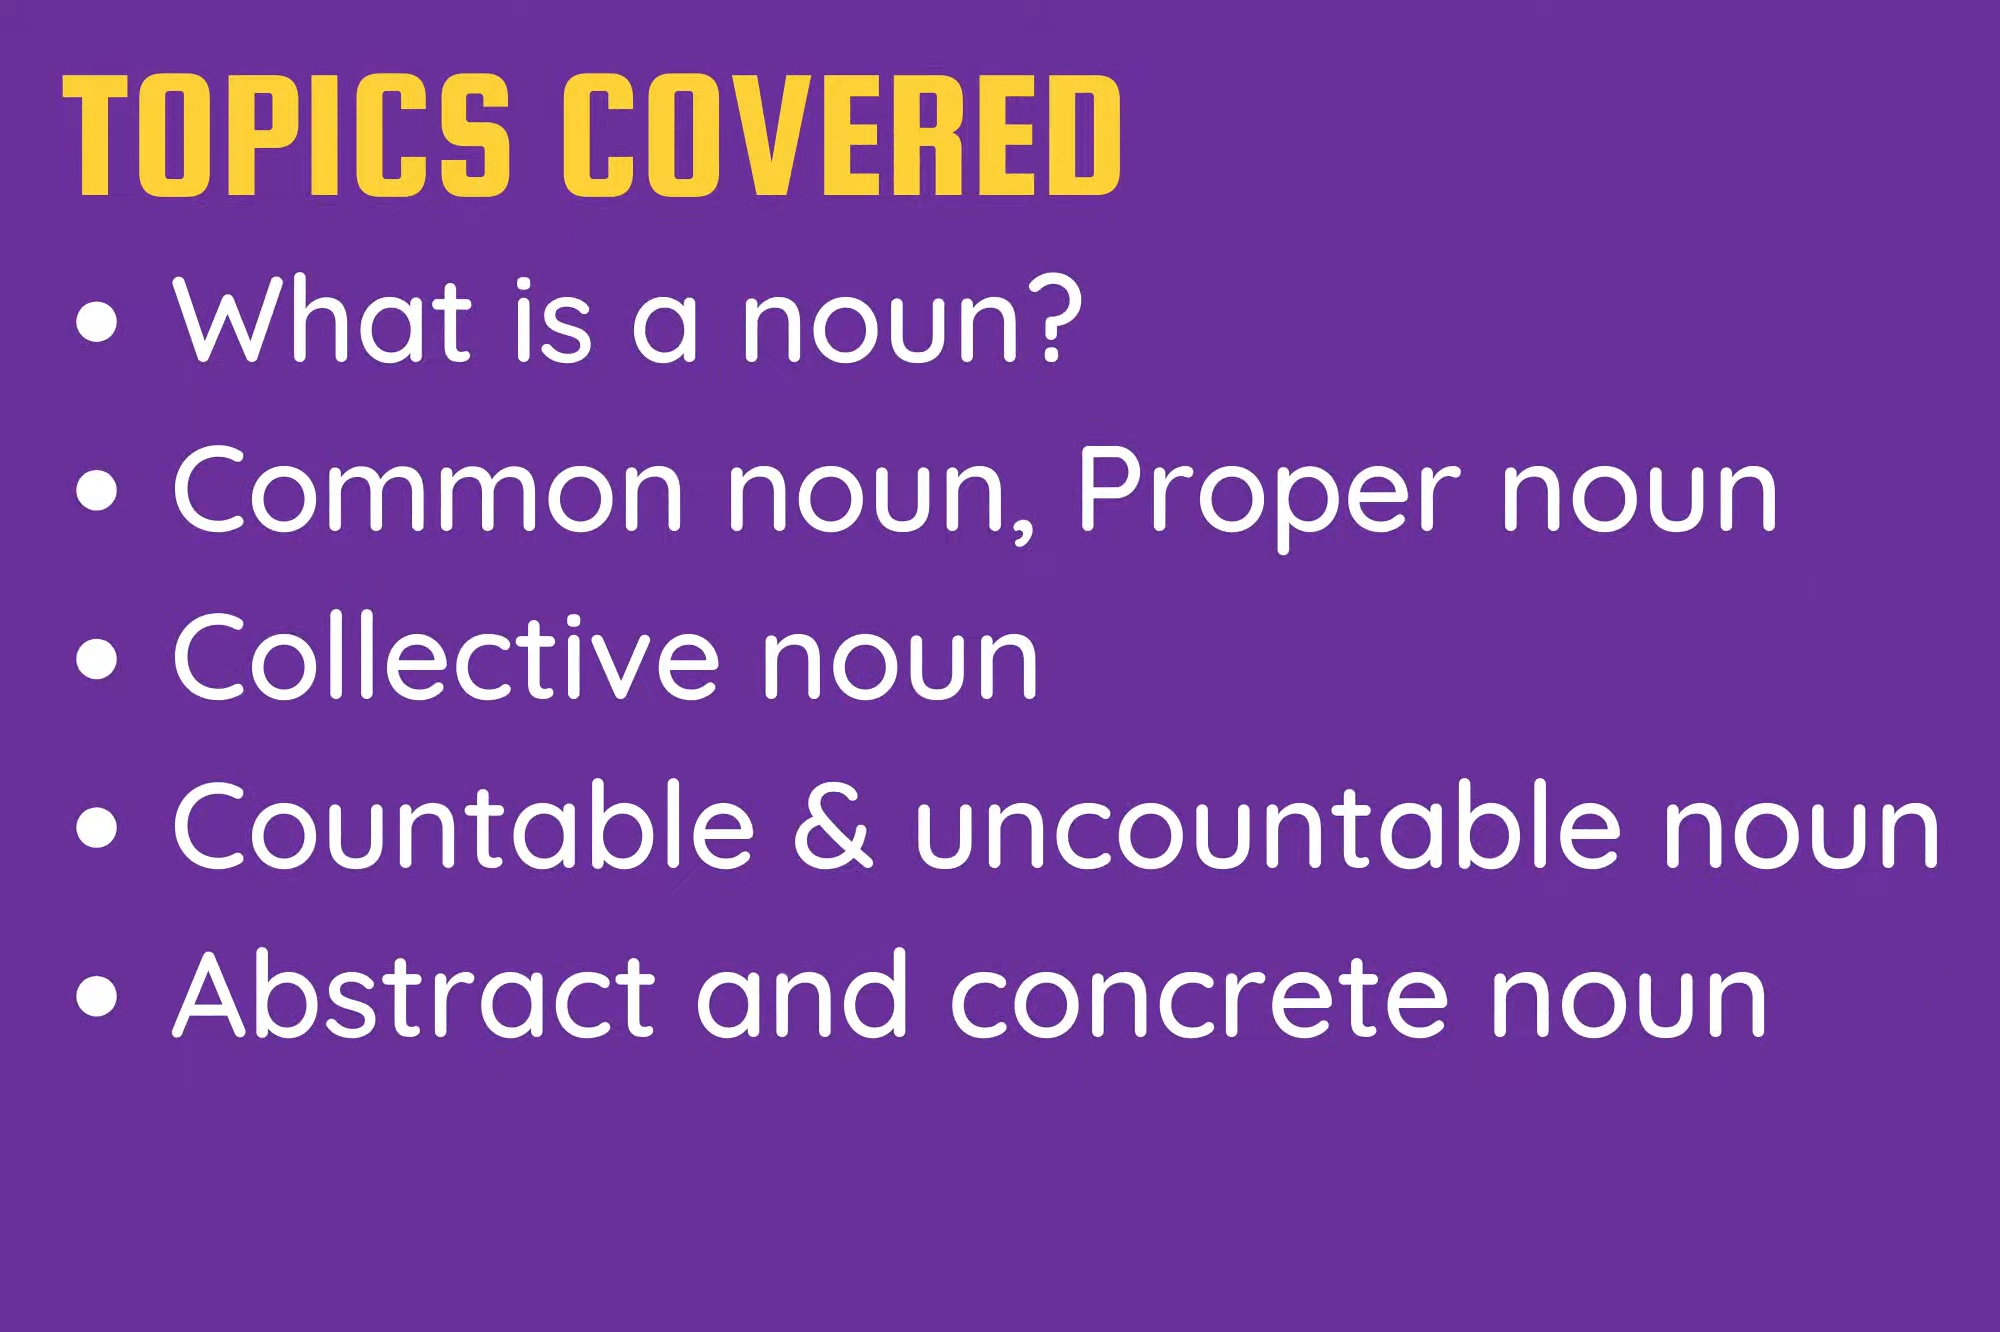 TOPICS COVERED
• What is a noun?
• Common noun, Proper noun
• Collective noun
• Countable & uncountable noun
• Abstract and concrete noun